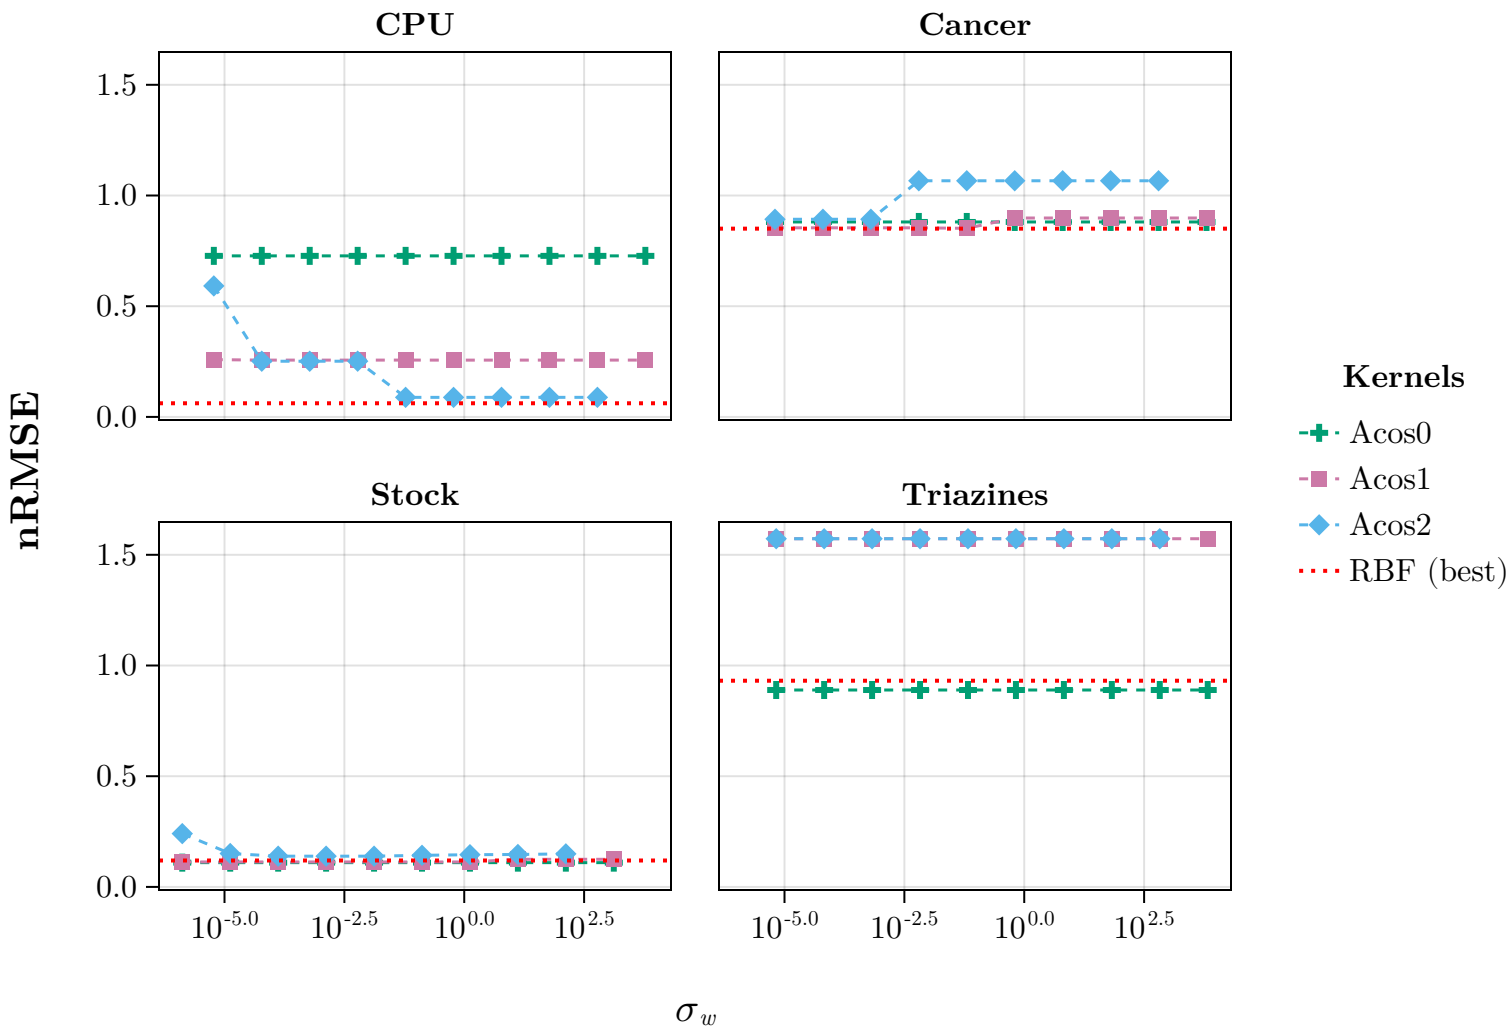 CPU
Cancer
1.5
1.0
0.5
0.0
nRMSE
Stock
Triazines
1.5
1.0
0.5
0.0
10^-5.0 10^-2.5 10^0.0 10^2.5
10^-5.0 10^-2.5 10^0.0 10^2.5
σ_w
Kernels
Acos0
Acos1
Acos2
RBF (best)